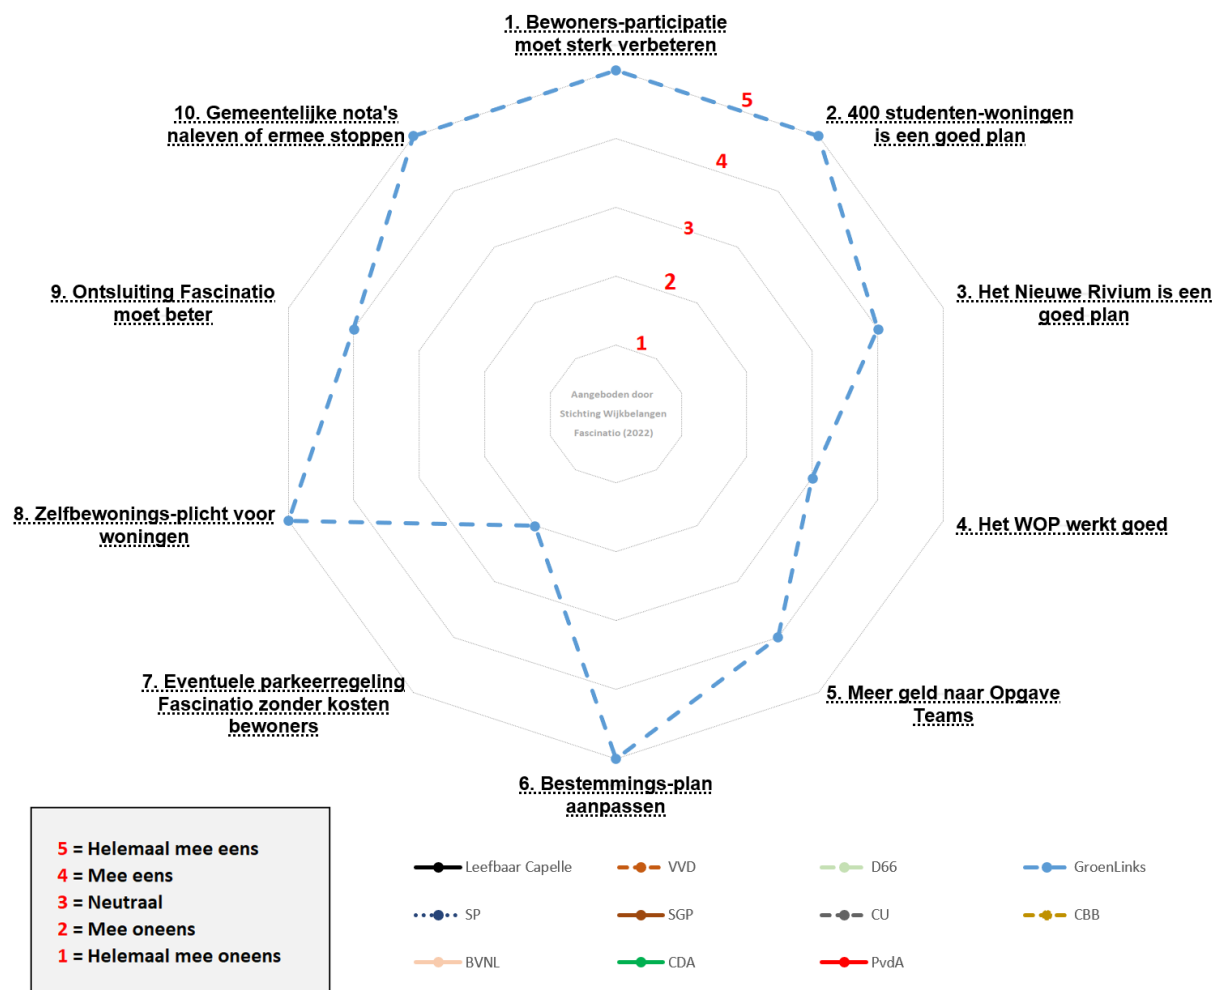 1. Bewoners-participatie
moet sterk verbeteren
10. Gemeentelijke nota's
naleven of ermee stoppen
5
2. 400 studenten-woningen
is een goed plan
4
3
2
1
9. Ontsluiting Fascinatio
moet beter
3. Het Nieuwe Rivium is een
goed plan
Aangeboden door
Stichting Wijkbelangen
Fascinatio (2022)
8. Zelfbewonings-plicht voor
woningen
4. Het WOP werkt goed
7. Eventuele parkeerregeling
Fascinatio zonder kosten
bewoners
5. Meer geld naar Opgave
Teams
6. Bestemmings-plan
aanpassen
5 = Helemaal mee eens
4 = Mee eens
3 = Neutraal
2 = Mee oneens
1 = Helemaal mee oneens
Leefbaar Capelle
VVD
D66
GroenLinks
SP
SGP
CU
CBB
BVNL
CDA
PvdA